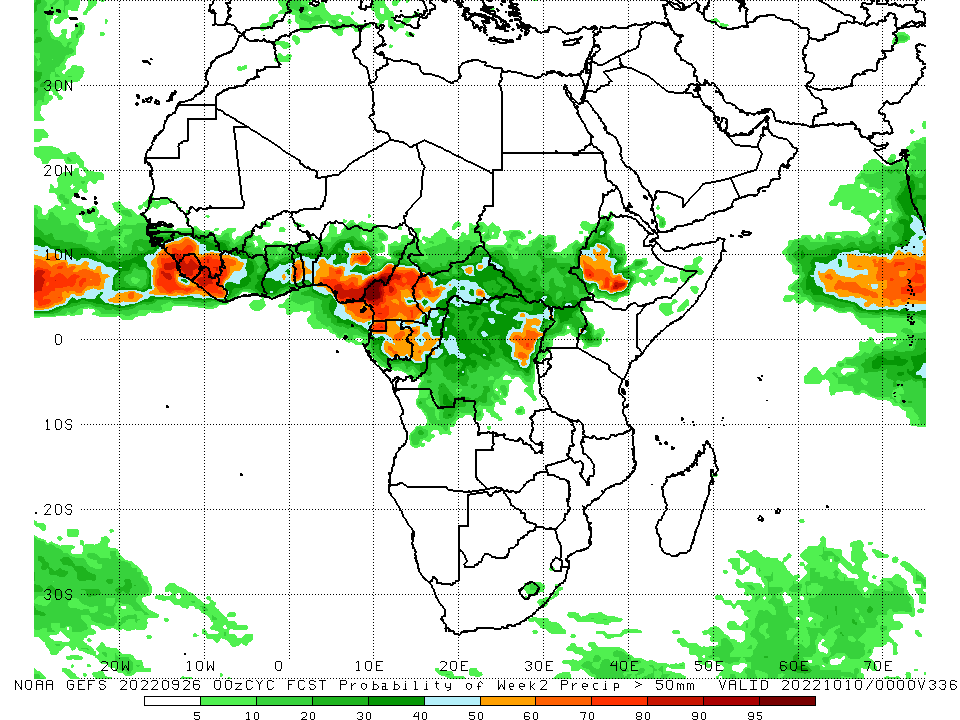 30N
20N
10N
0
10S
20S
30S
20W 10W 0 10E 20E 30E 40E 50E 60E 70E
NOAA GEFS 20220926 00zCYC FCST Probability of Week2 Precip > 50mm VALID 20221010/0000V336
5 10 20 30 40 50 60 70 80 90 95